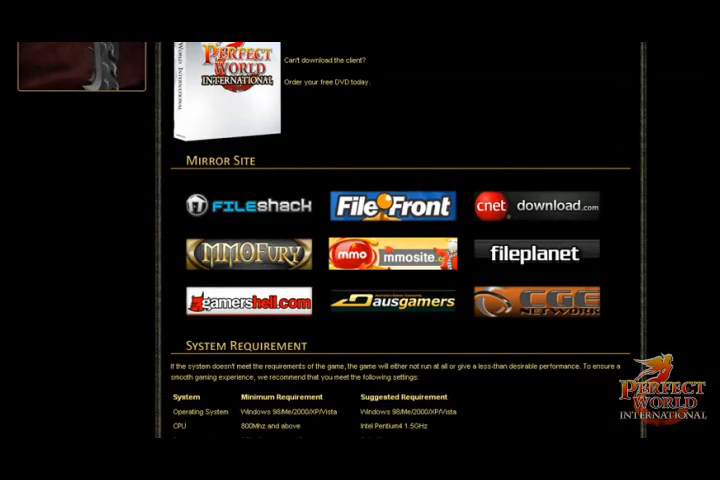 PERFECT
WORLD
INTERNATIONAL
Can't download the client?
Order your free DVD today.
MIRROR SITE
FILESHACK
FileFront
cnet download.com
MMOFURY
mmo mmosite.c
fileplanet
gamershell.com
ausgamers
CGE
NETWORK
SYSTEM REQUIREMENT
If the system doesn't meet the requirements of the game, the game will either not run at all or give a less-than desirable performance. To ensure a
smooth gaming experience, we recommend that you meet the following settings:
System Minimum Requirement Suggested Requirement
Operating System Windows 98/Me/2000/XP/Vista Windows 98/Me/2000/XP/Vista
CPU 800Mhz and above Intel Pentium4 1.5GHz
PERFECT
WORLD
INTERNATIONAL